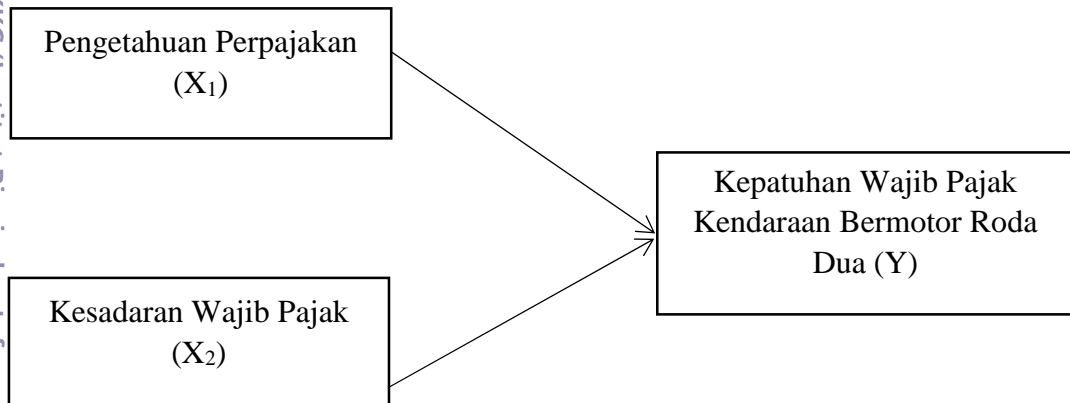 Pengetahuan Perpajakan
(X₁)
Kepatuhan Wajib Pajak
Kendaraan Bermotor Roda
Dua (Y)
Kesadaran Wajib Pajak
(X₂)